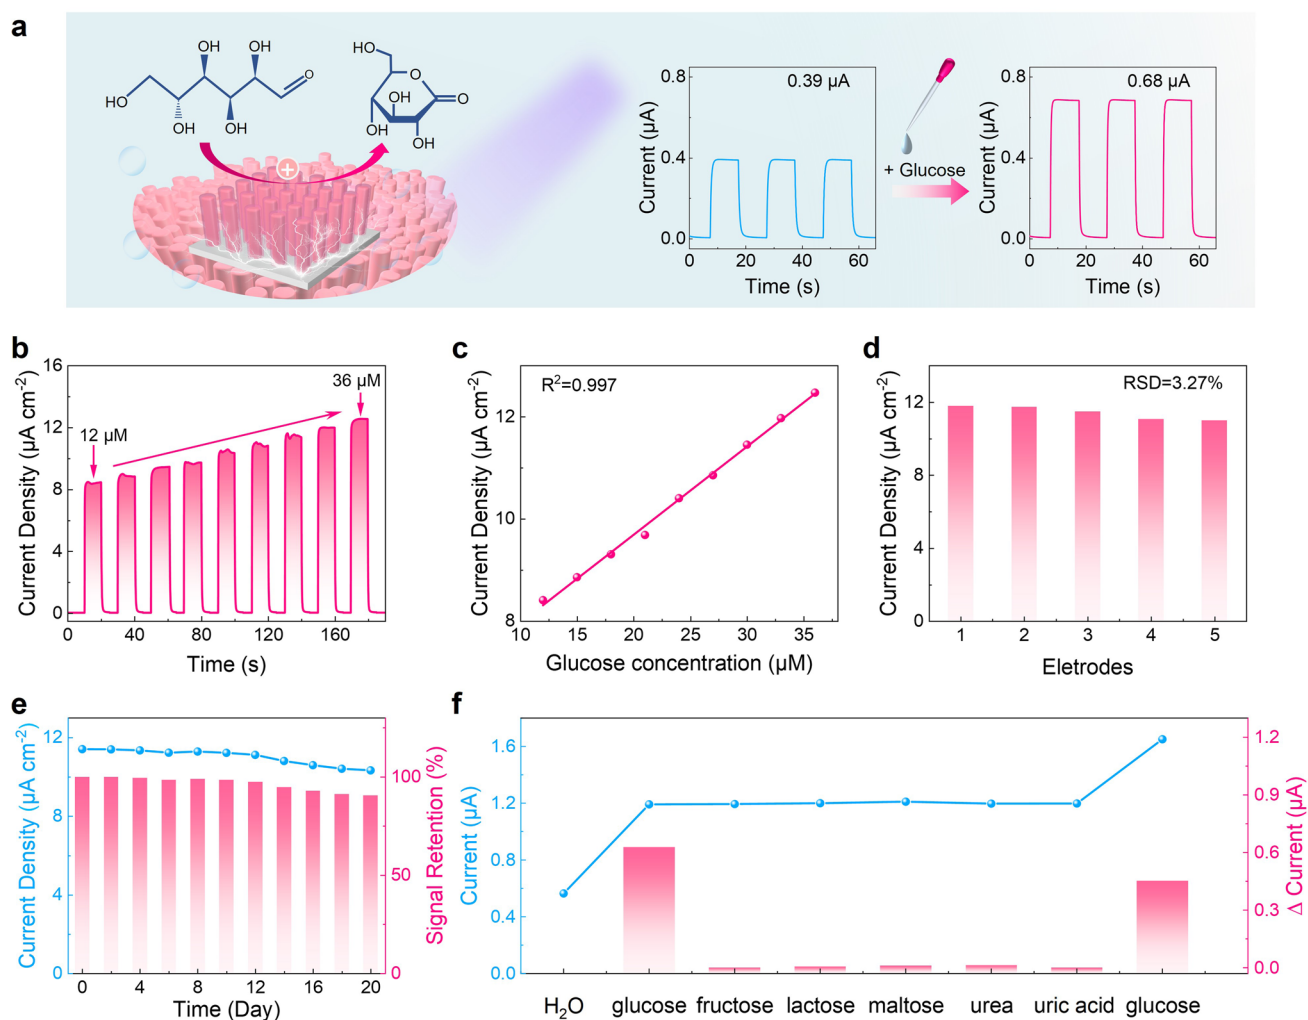 a
OH OH
HO
O
OH OH
HO
O
O
OH
OH
OH
+
0.8
0.4
0.0
Current (µA)
0.39 µA
0 20 40 60
Time (s)
+ Glucose
0.8
0.4
0.0
Current (µA)
0.68 µA
0 20 40 60
Time (s)
b
16
12
8
4
0
Current Density (µA cm-2)
12 µM
36 µM
0 40 80 120 160
Time (s)
c
12
10
8
Current Density (µA cm-2)
R2=0.997
10 15 20 25 30 35
Glucose concentration (µM)
d
12
8
4
0
Current Density (µA cm-2)
RSD=3.27%
1 2 3 4 5
Eletrodes
e
12
8
4
0
Current Density (µA cm-2)
100
50
0
Signal Retention (%)
0 4 8 12 16 20
Time (Day)
f
1.6
1.2
0.8
0.4
0.0
Current (µA)
1.2
0.9
0.6
0.3
0.0
Δ Current (µA)
H2O glucose fructose lactose maltose urea uric acid glucose